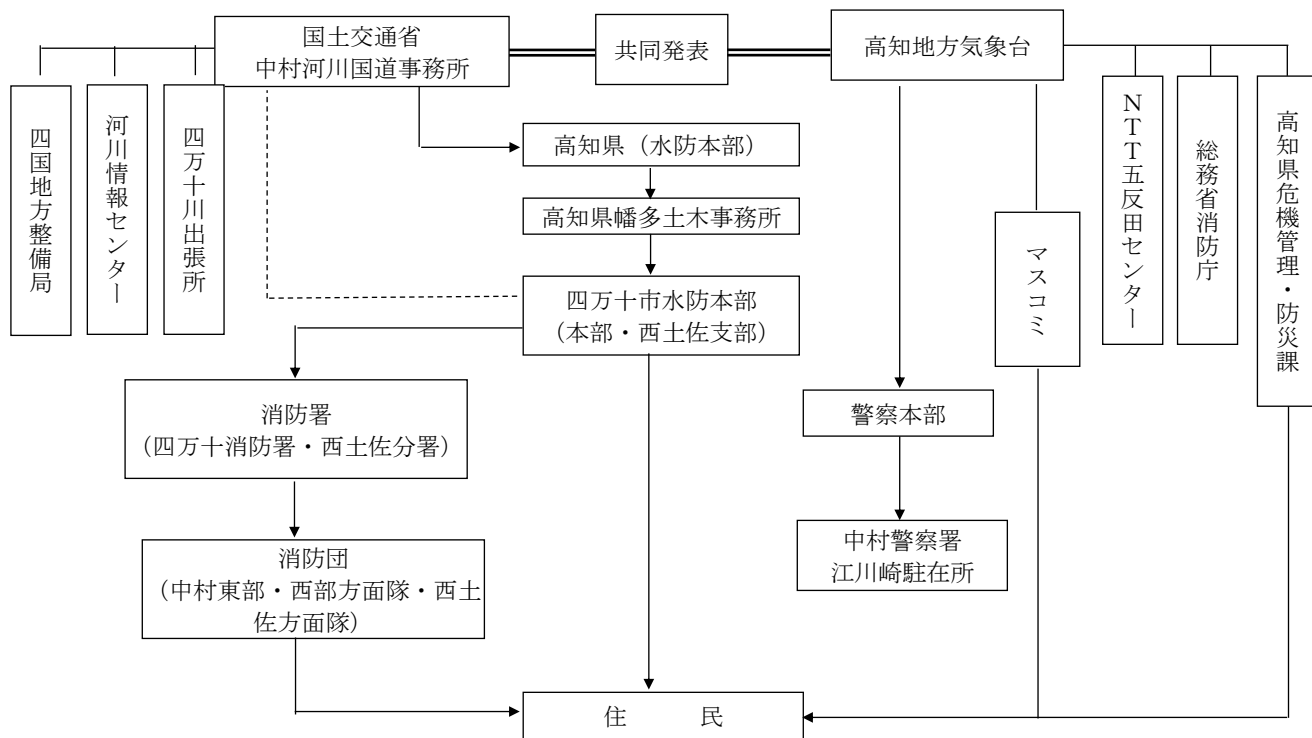 国土交通省
中村河川国道事務所
共同発表
高知地方気象台
四国地方整備局
河川情報センター
四万十川出張所
高知県（水防本部）
高知県幡多土木事務所
四万十市水防本部
（本部・西土佐支部）
マスコミ
ＮＴＴ五反田センター
総務省消防庁
高知県危機管理・防災課
消防署
（四万十消防署・西土佐分署）
警察本部
消防団
（中村東部・西部方面隊・西土
佐方面隊）
中村警察署
江川崎駐在所
住　　　民